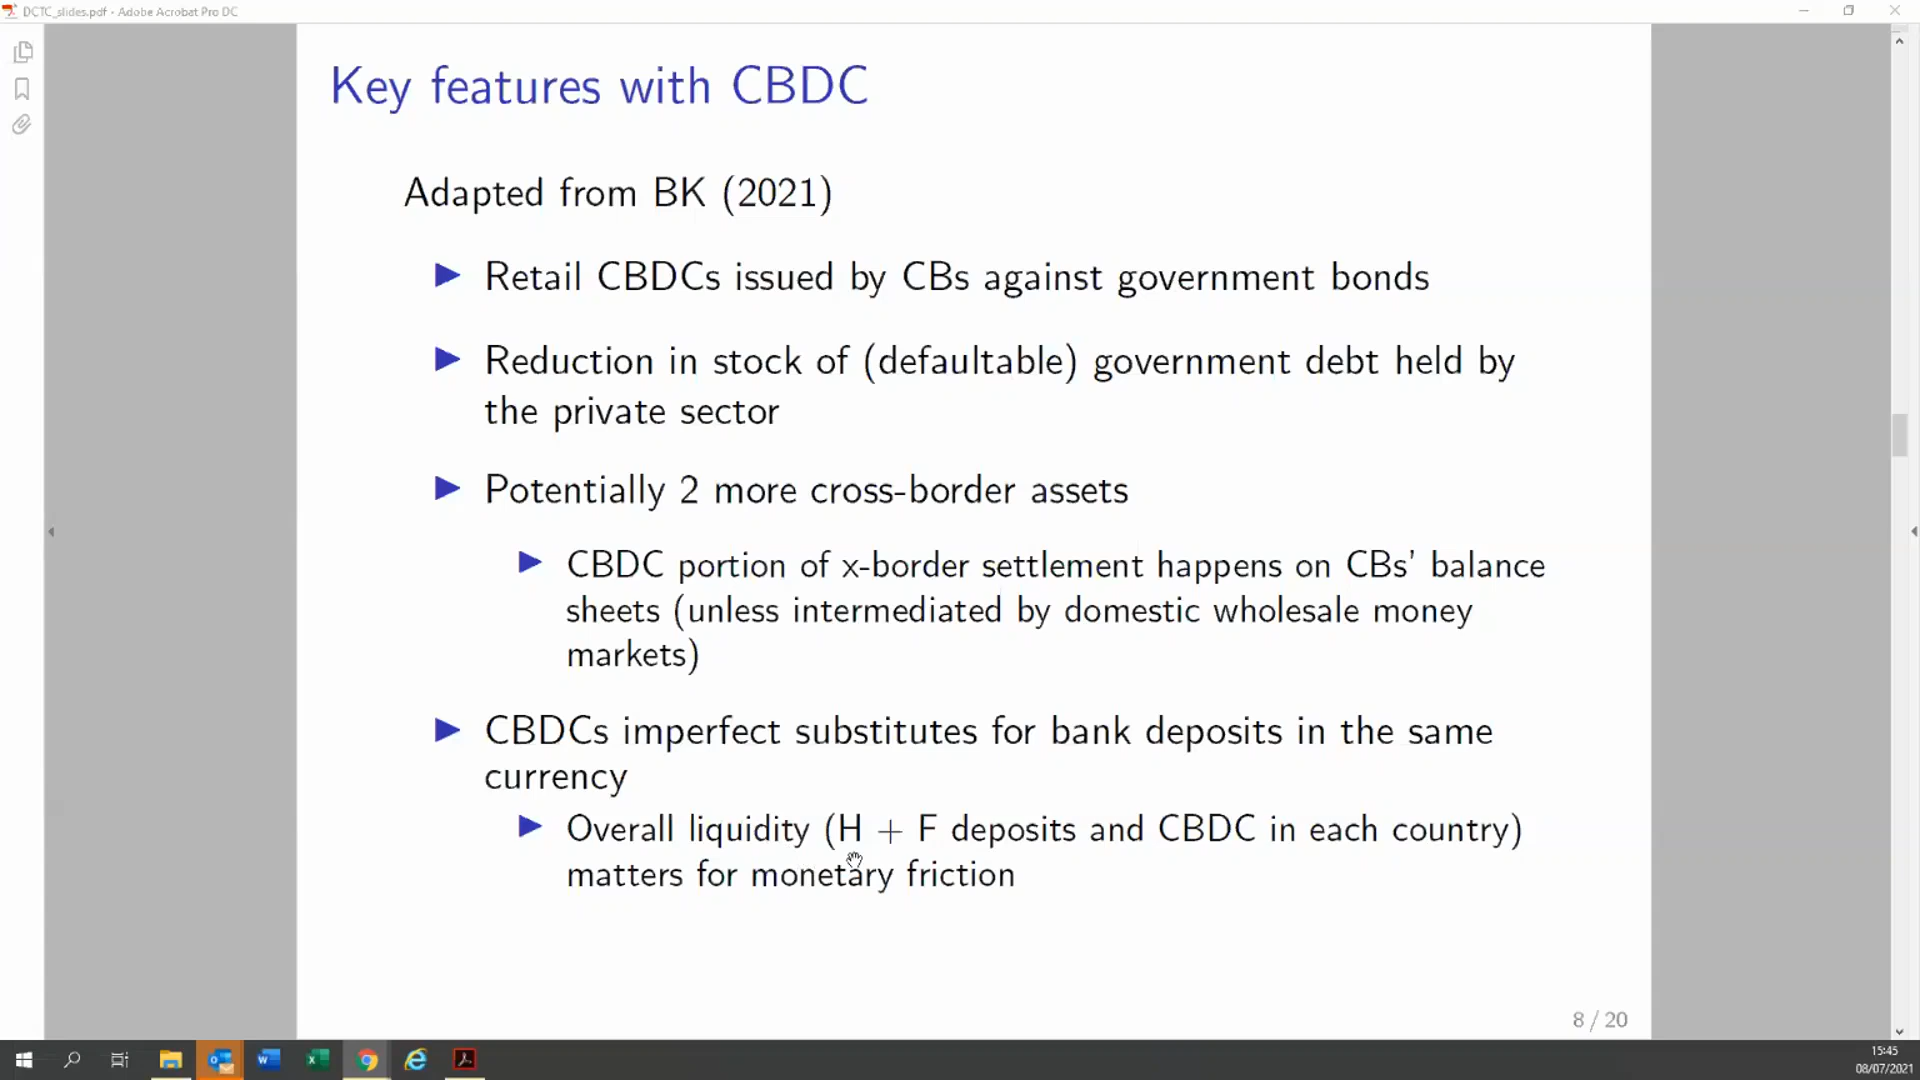 DCTC_slides.pdf - Adobe Acrobat Pro DC
Key features with CBDC
Adapted from BK (2021)
Retail CBDCs issued by CBs against government bonds
Reduction in stock of (defaultable) government debt held by
the private sector
Potentially 2 more cross-border assets
CBDC portion of x-border settlement happens on CBs' balance
sheets (unless intermediated by domestic wholesale money
markets)
CBDCs imperfect substitutes for bank deposits in the same
currency
Overall liquidity (H + F deposits and CBDC in each country)
matters for monetary friction
8 / 20
15:45
08/07/2021